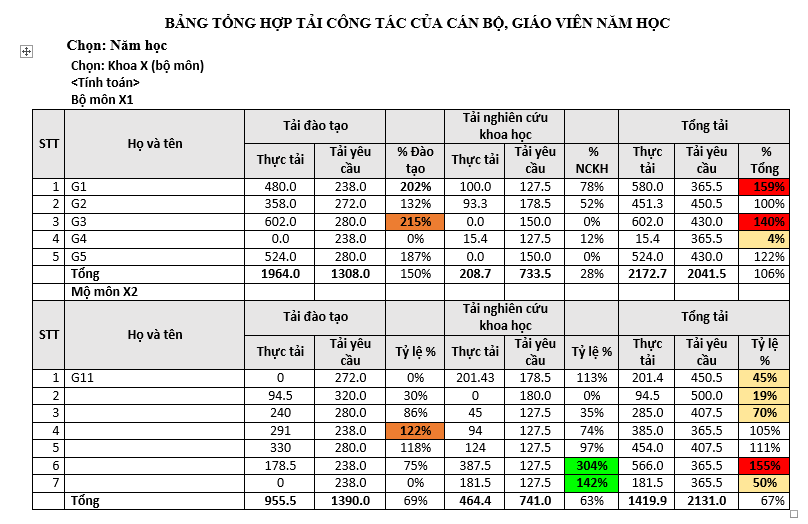 BẢNG TỔNG HỢP TẢI CÔNG TÁC CỦA CÁN BỘ, GIÁO VIÊN NĂM HỌC
Chọn: Năm học
Chọn: Khoa X (bộ môn)
<Tính toán>
Bộ môn X1
STT Họ và tên Tải đào tạo Tải nghiên cứu khoa học Tổng tải
Thực tải Tải yêu cầu % Đào tạo Thực tải Tải yêu cầu % NCKH Thực tải Tải yêu cầu % Tổng
1 G1 480.0 238.0 202% 100.0 127.5 78% 580.0 365.5 159%
2 G2 358.0 272.0 132% 93.3 178.5 52% 451.3 450.5 100%
3 G3 602.0 280.0 215% 0.0 150.0 0% 602.0 430.0 140%
4 G4 0.0 238.0 0% 15.4 127.5 12% 15.4 365.5 4%
5 G5 524.0 280.0 187% 0.0 150.0 0% 524.0 430.0 122%
Tổng 1964.0 1308.0 150% 208.7 733.5 28% 2172.7 2041.5 106%
Mộ môn X2
STT Họ và tên Tải đào tạo Tải nghiên cứu khoa học Tổng tải
Thực tải Tải yêu cầu Tỷ lệ % Thực tải Tải yêu cầu Tỷ lệ % Thực tải Tải yêu cầu Tỷ lệ %
1 G11 0 272.0 0% 201.43 178.5 113% 201.4 450.5 45%
2 94.5 320.0 30% 0 180.0 0% 94.5 500.0 19%
3 240 280.0 86% 45 127.5 35% 285.0 407.5 70%
4 291 238.0 122% 94 127.5 74% 385.0 365.5 105%
5 330 280.0 118% 124 127.5 97% 454.0 407.5 111%
6 178.5 238.0 75% 387.5 127.5 304% 566.0 365.5 155%
7 0 238.0 0% 181.5 127.5 142% 181.5 365.5 50%
Tổng 955.5 1390.0 69% 464.4 741.0 63% 1419.9 2131.0 67%